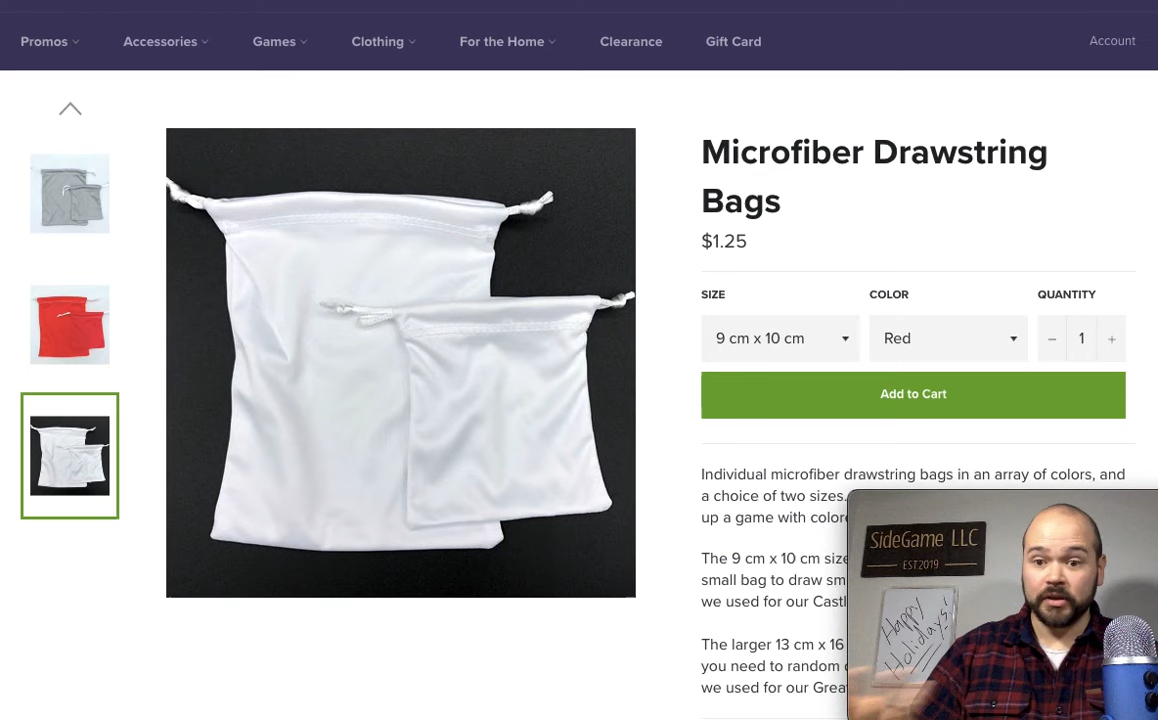 Promos
Accessories
Games
Clothing
For the Home
Clearance
Gift Card
Account
Microfiber Drawstring
Bags
$1.25
SIZE
COLOR
QUANTITY
9 cm x 10 cm
Red
− 1 +
Add to Cart
Individual microfiber drawstring bags in an array of colors, and
a choice of two sizes.
up a game with colore
The 9 cm x 10 cm size
small bag to draw sm
we used for our Castl
The larger 13 cm x 16
you need to random d
we used for our Great
SideGame LLC
EST2019
Happy
Holidays!